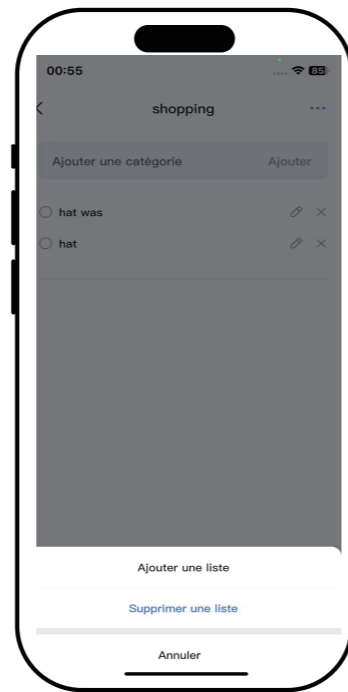 00:55
85
shopping
Ajouter une catégorie
Ajouter
hat was
hat
Ajouter une liste
Supprimer une liste
Annuler